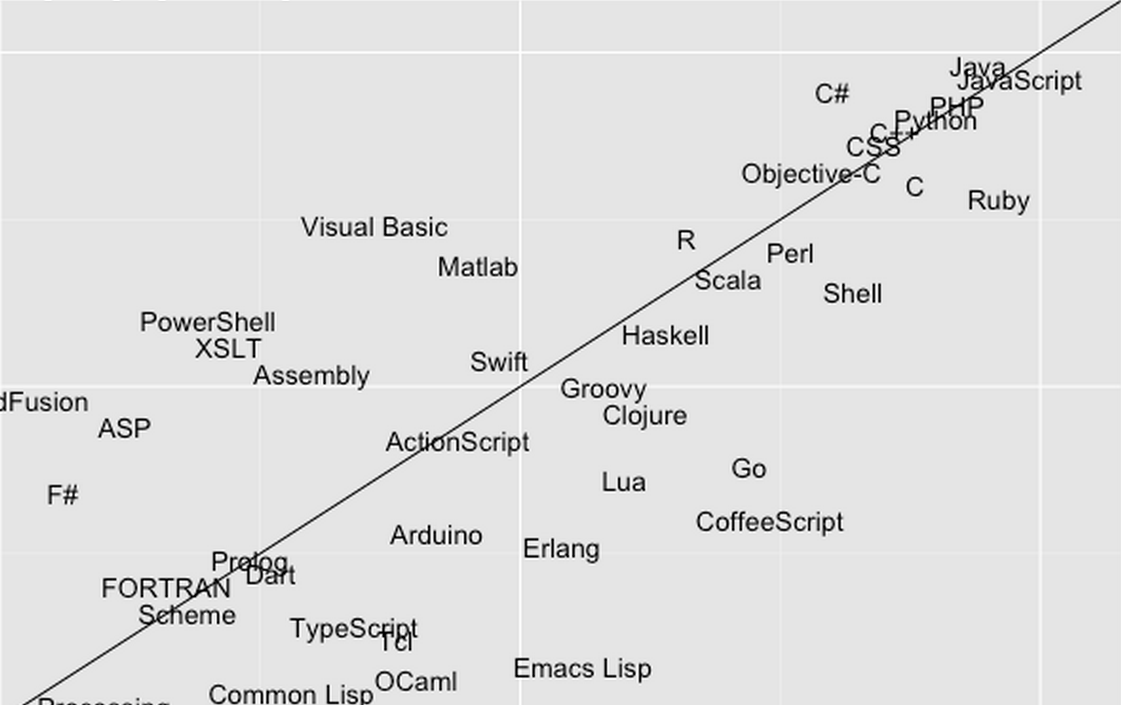 Java
JavaScript
C#
PHP
Python
C++
CSS
Objective-C
C
Ruby
Visual Basic
R
Perl
Matlab
Scala
Shell
PowerShell
Haskell
XSLT
Swift
Assembly
Groovy
dFusion
Clojure
ASP
ActionScript
Go
Lua
F#
CoffeeScript
Arduino
Erlang
Prolog
Dart
FORTRAN
Scheme
TypeScript
Tcl
Emacs Lisp
OCaml
Common Lisp
Processing